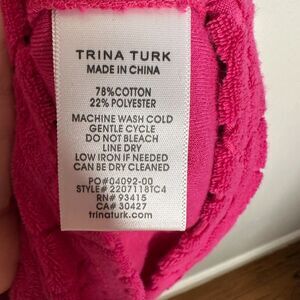 TRINA TURK
MADE IN CHINA
78%COTTON
22% POLYESTER
MACHINE WASH COLD
GENTLE CYCLE
DO NOT BLEACH
LINE DRY
LOW IRON IF NEEDED
CAN BE DRY CLEANED
PO#04092-00
STYLE# 2207118TC4
RN# 93415
CA# 30427
trinaturk.com